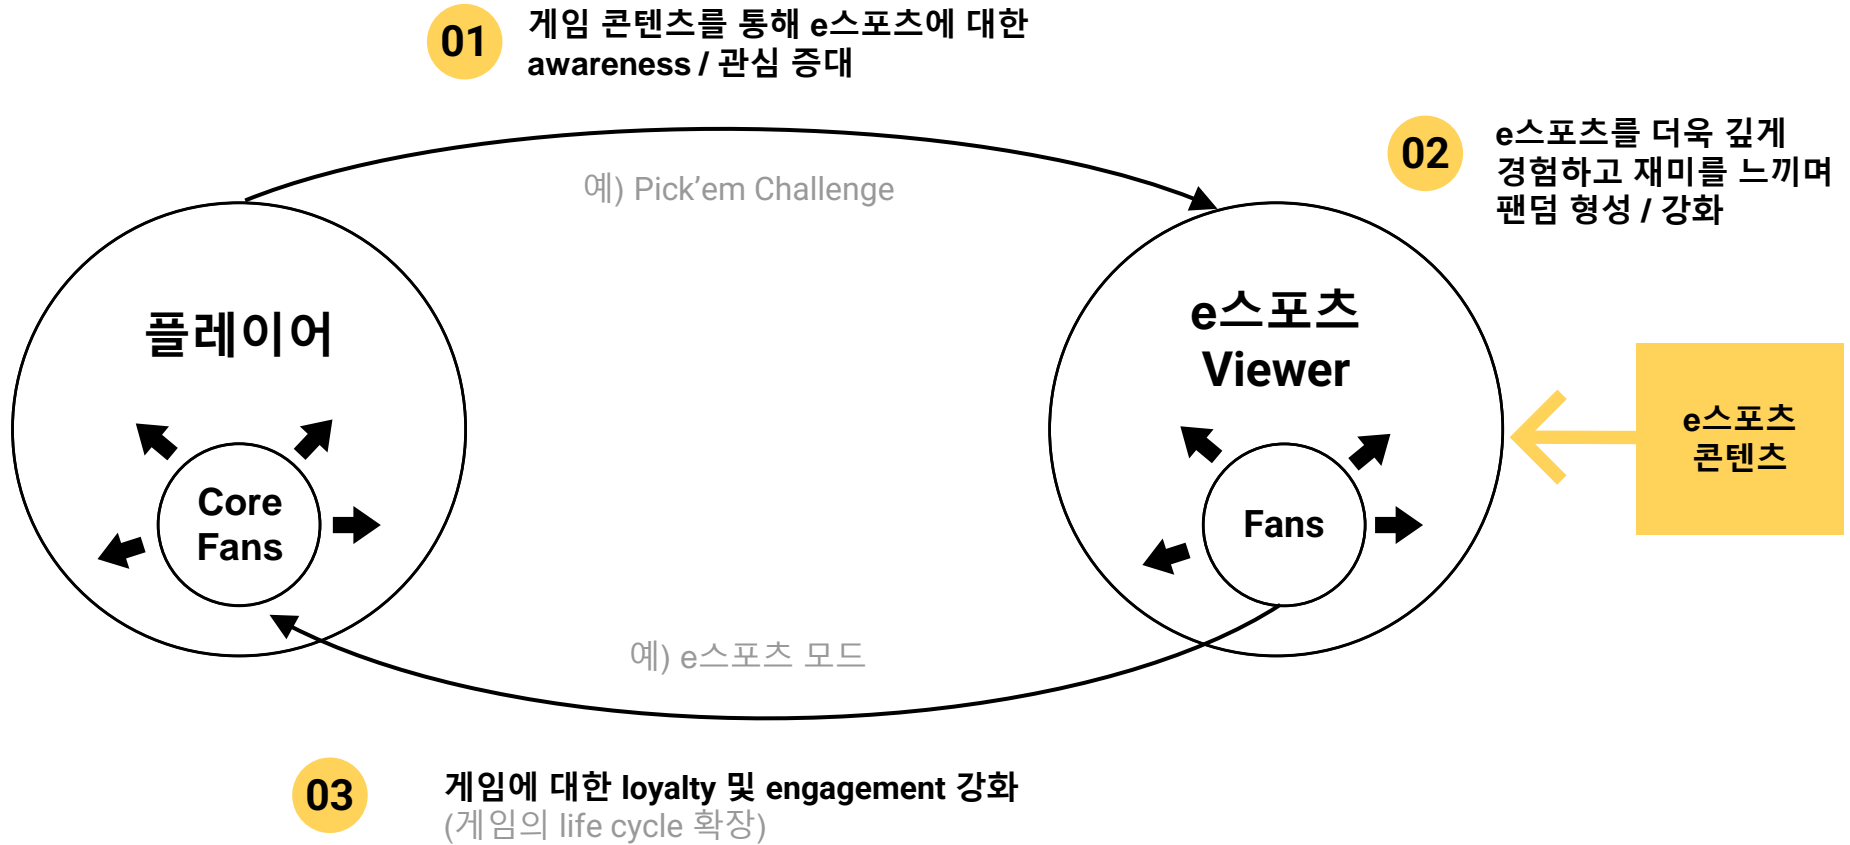 01
게임 콘텐츠를 통해 e스포츠에 대한
awareness / 관심 증대
예) Pick'em Challenge
02
e스포츠를 더욱 깊게
경험하고 재미를 느끼며
팬덤 형성 / 강화
플레이어
Core
Fans
e스포츠
Viewer
Fans
e스포츠
콘텐츠
예) e스포츠 모드
03
게임에 대한 loyalty 및 engagement 강화
(게임의 life cycle 확장)